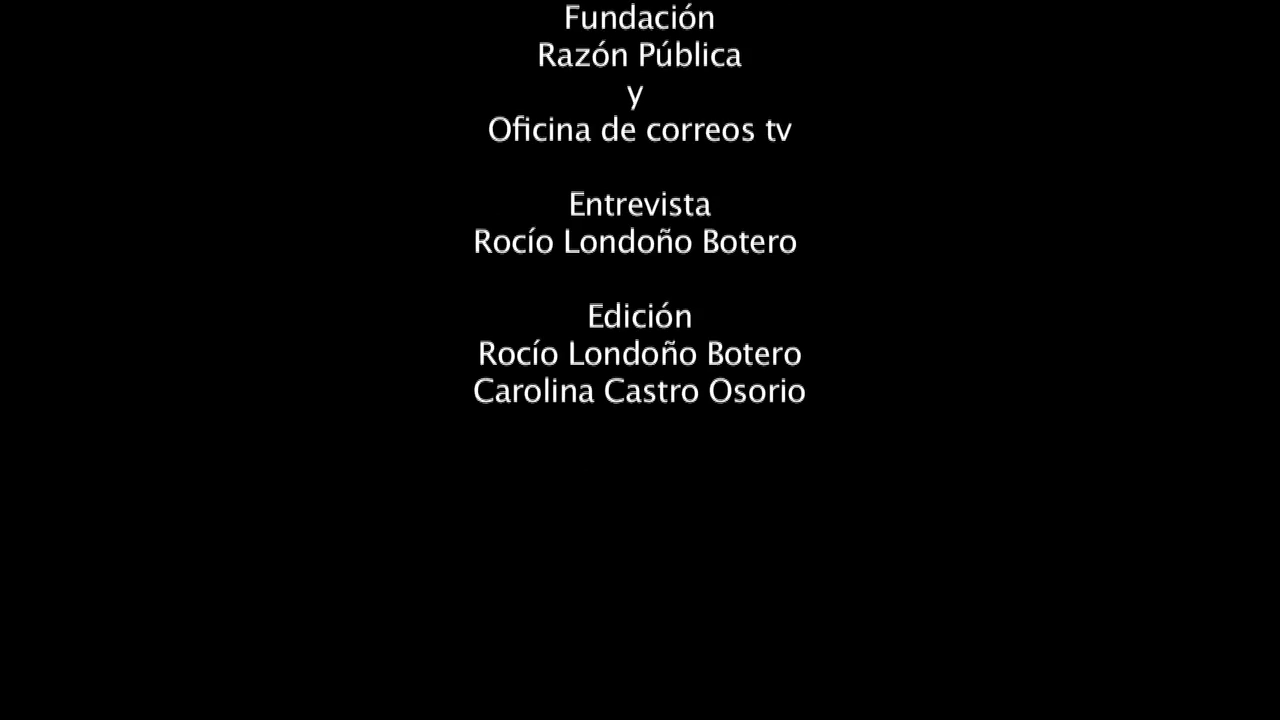 Fundación
Razón Pública
y
Oficina de correos tv
Entrevista
Rocío Londoño Botero
Edición
Rocío Londoño Botero
Carolina Castro Osorio